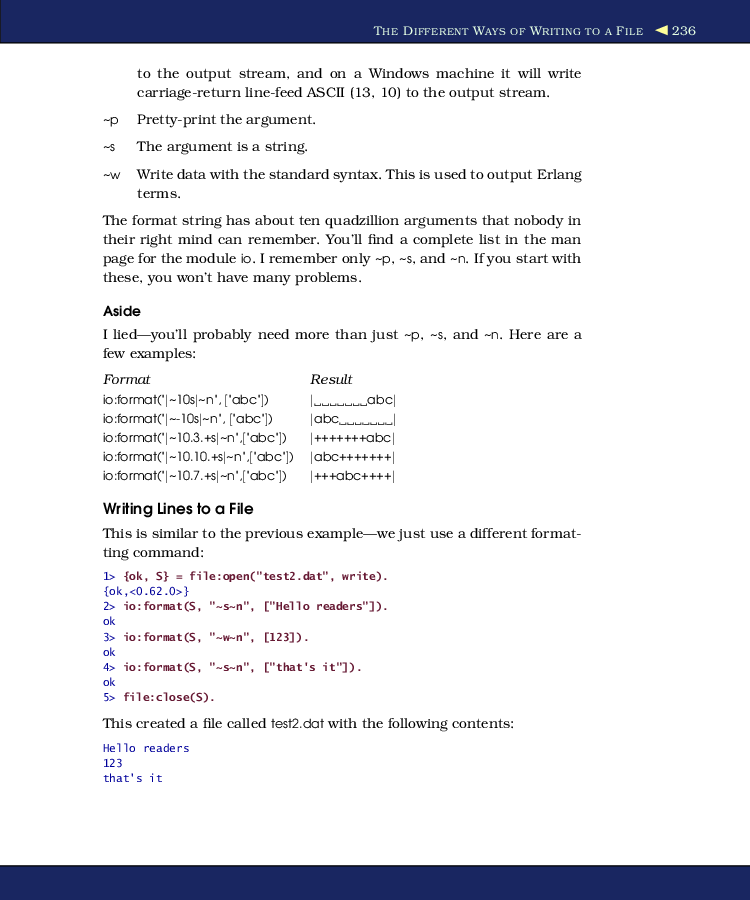 The Different Ways of Writing to a File ◀ 236
to the output stream, and on a Windows machine it will write
carriage-return line-feed ASCII (13, 10) to the output stream.
~p Pretty-print the argument.
~s The argument is a string.
~w Write data with the standard syntax. This is used to output Erlang
terms.
The format string has about ten quadzillion arguments that nobody in
their right mind can remember. You'll find a complete list in the man
page for the module io. I remember only ~p, ~s, and ~n. If you start with
these, you won't have many problems.
Aside
I lied—you'll probably need more than just ~p, ~s, and ~n. Here are a
few examples:
Format Result
io:format("|~10s|~n", ["abc"]) |␣␣␣␣␣␣␣abc|
io:format("|~-10s|~n", ["abc"]) |abc␣␣␣␣␣␣␣|
io:format("|~10.3.+s|~n",["abc"]) |+++++++abc|
io:format("|~10.10.+s|~n",["abc"]) |abc+++++++|
io:format("|~10.7.+s|~n",["abc"]) |+++abc++++|
Writing Lines to a File
This is similar to the previous example—we just use a different format-
ting command:
1> {ok, S} = file:open("test2.dat", write).
{ok,<0.62.0>}
2> io:format(S, "~s~n", ["Hello readers"]).
ok
3> io:format(S, "~w~n", [123]).
ok
4> io:format(S, "~s~n", ["that's it"]).
ok
5> file:close(S).
This created a file called test2.dat with the following contents:
Hello readers
123
that's it